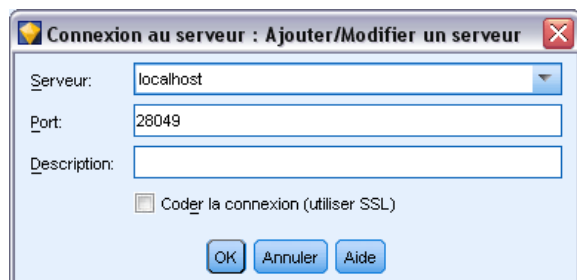 Connexion au serveur : Ajouter/Modifier un serveur
Serveur: localhost
Port: 28049
Description:
Coder la connexion (utiliser SSL)
OK Annuler Aide